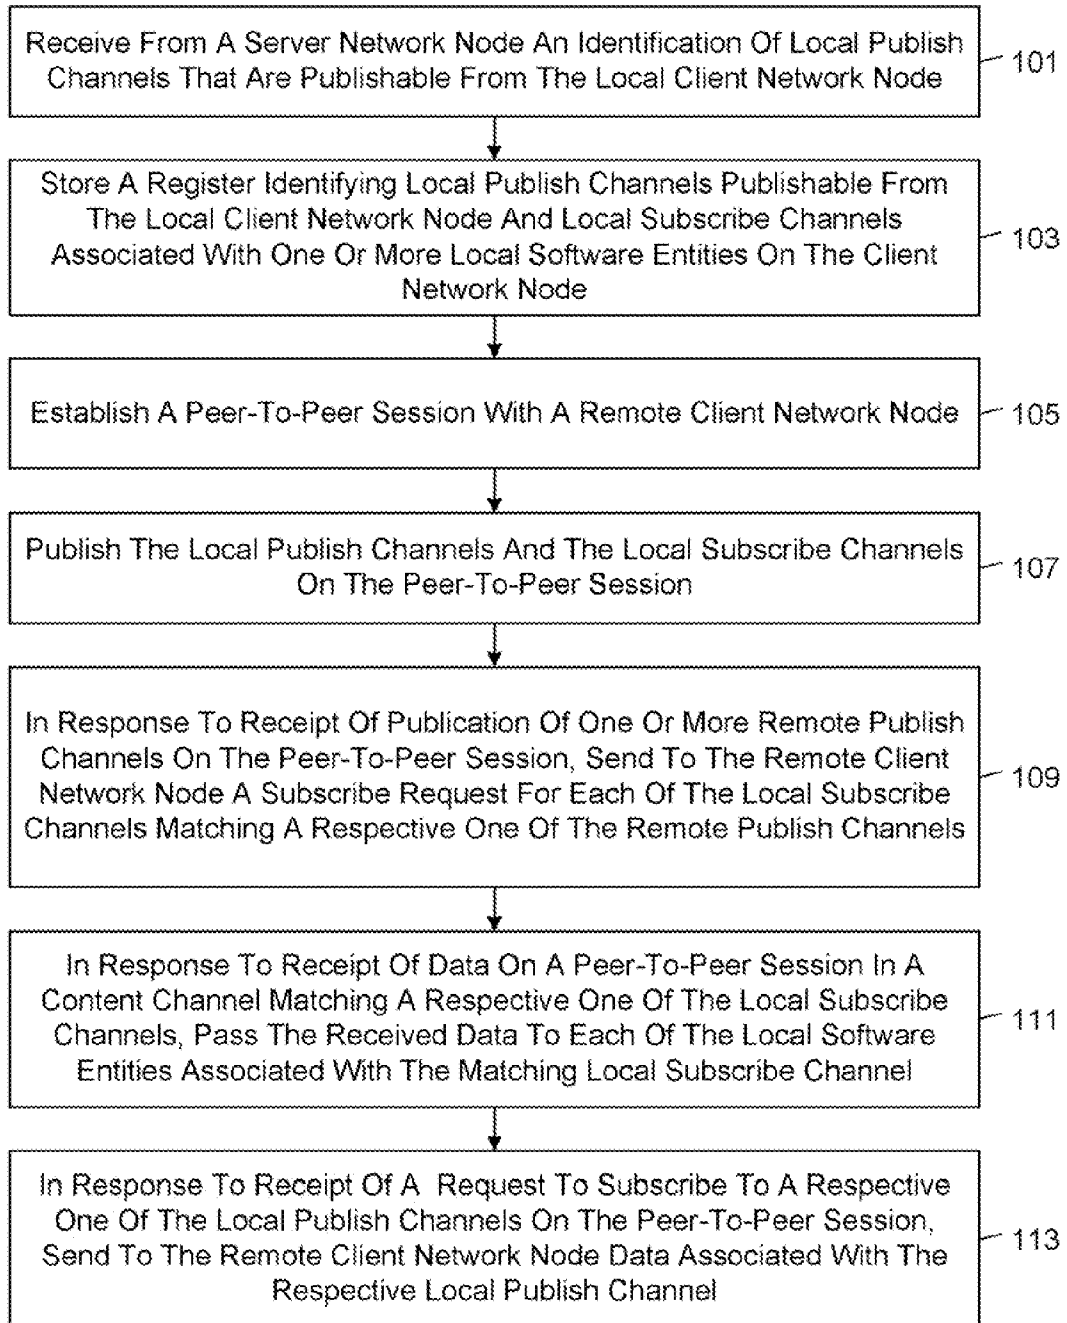 Receive From A Server Network Node An Identification Of Local Publish
Channels That Are Publishable From The Local Client Network Node
101
Store A Register Identifying Local Publish Channels Publishable From
The Local Client Network Node And Local Subscribe Channels
Associated With One Or More Local Software Entities On The Client
Network Node
103
Establish A Peer-To-Peer Session With A Remote Client Network Node
105
Publish The Local Publish Channels And The Local Subscribe Channels
On The Peer-To-Peer Session
107
In Response To Receipt Of Publication Of One Or More Remote Publish
Channels On The Peer-To-Peer Session, Send To The Remote Client
Network Node A Subscribe Request For Each Of The Local Subscribe
Channels Matching A Respective One Of The Remote Publish Channels
109
In Response To Receipt Of Data On A Peer-To-Peer Session In A
Content Channel Matching A Respective One Of The Local Subscribe
Channels, Pass The Received Data To Each Of The Local Software
Entities Associated With The Matching Local Subscribe Channel
111
In Response To Receipt Of A Request To Subscribe To A Respective
One Of The Local Publish Channels On The Peer-To-Peer Session,
Send To The Remote Client Network Node Data Associated With The
Respective Local Publish Channel
113